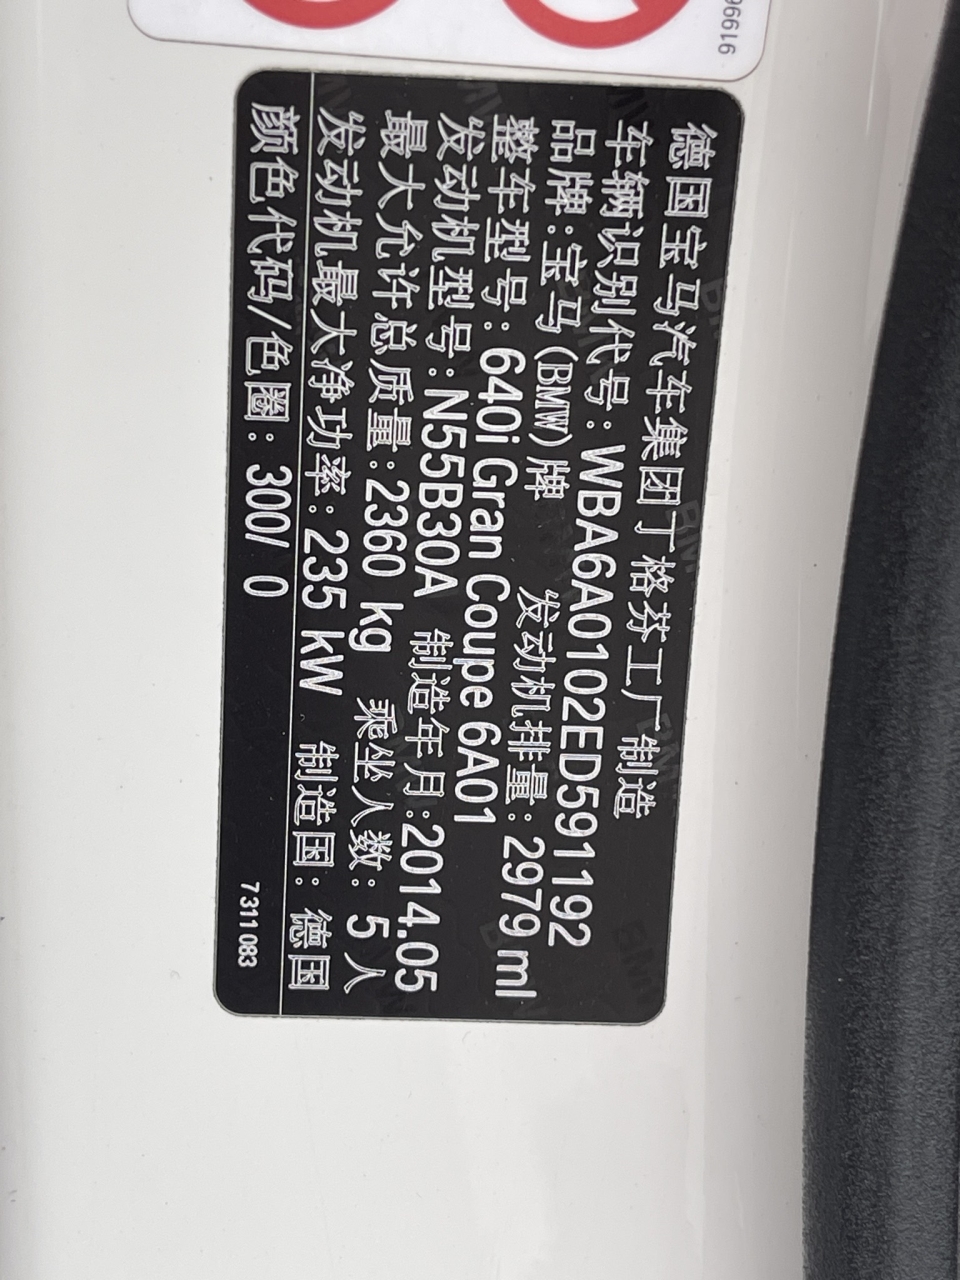 德国宝马汽车集团丁格芬工厂 制造
车辆识别代号:WBA6A0102ED591192
品牌:宝马(BMW)牌 发动机排量:2979ml
整车型号:640i Gran Coupe 6A01
发动机型号:N55B30A 制造年月:2014.05
最大允许总质量:2360 kg 乘坐人数:5人
发动机最大净功率:235 kW 制造国:德国
颜色代码/色圈:300/ 0
7311083